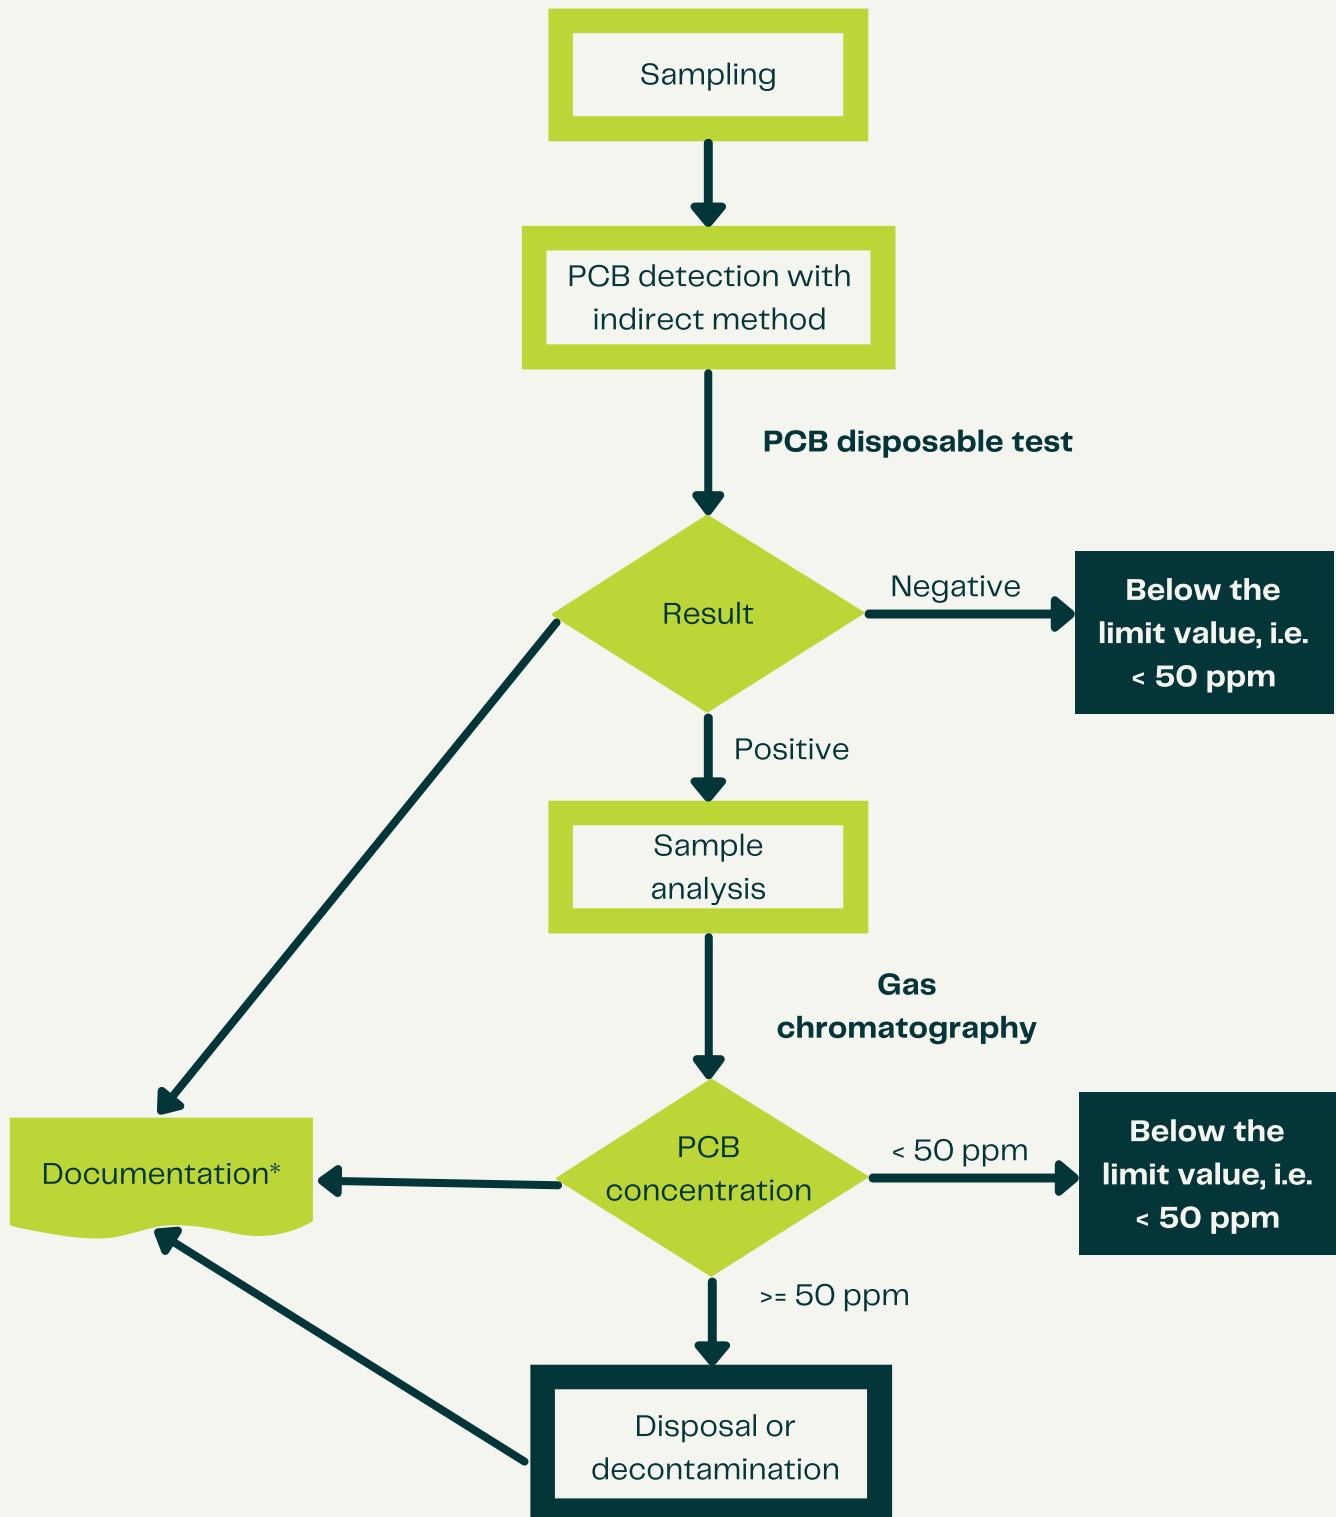 Sampling
PCB detection with
indirect method
PCB disposable test
Result
Negative
Below the
limit value, i.e.
< 50 ppm
Positive
Sample
analysis
Gas
chromatography
Documentation*
PCB
concentration
< 50 ppm
Below the
limit value, i.e.
< 50 ppm
>= 50 ppm
Disposal or
decontamination